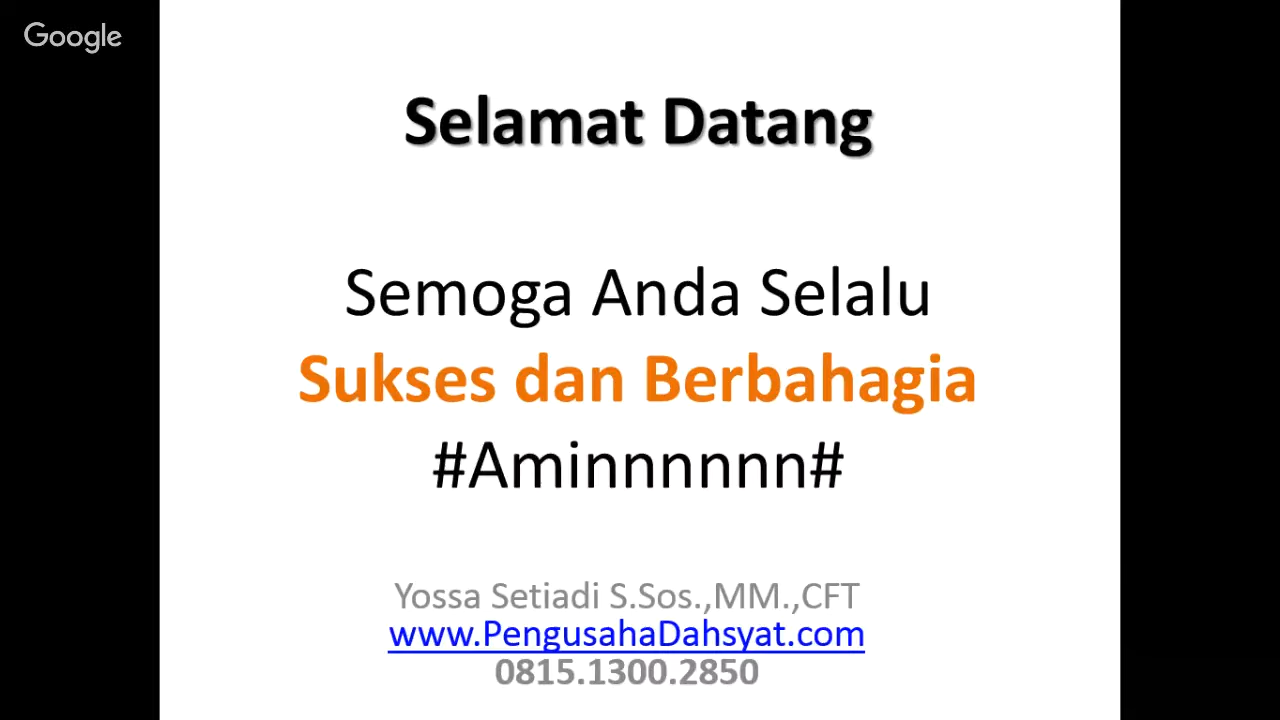 Google
Selamat Datang
Semoga Anda Selalu
Sukses dan Berbahagia
#Aminnnnnn#
Yossa Setiadi S.Sos.,MM.,CFT
www.PengusahaDahsyat.com
0815.1300.2850